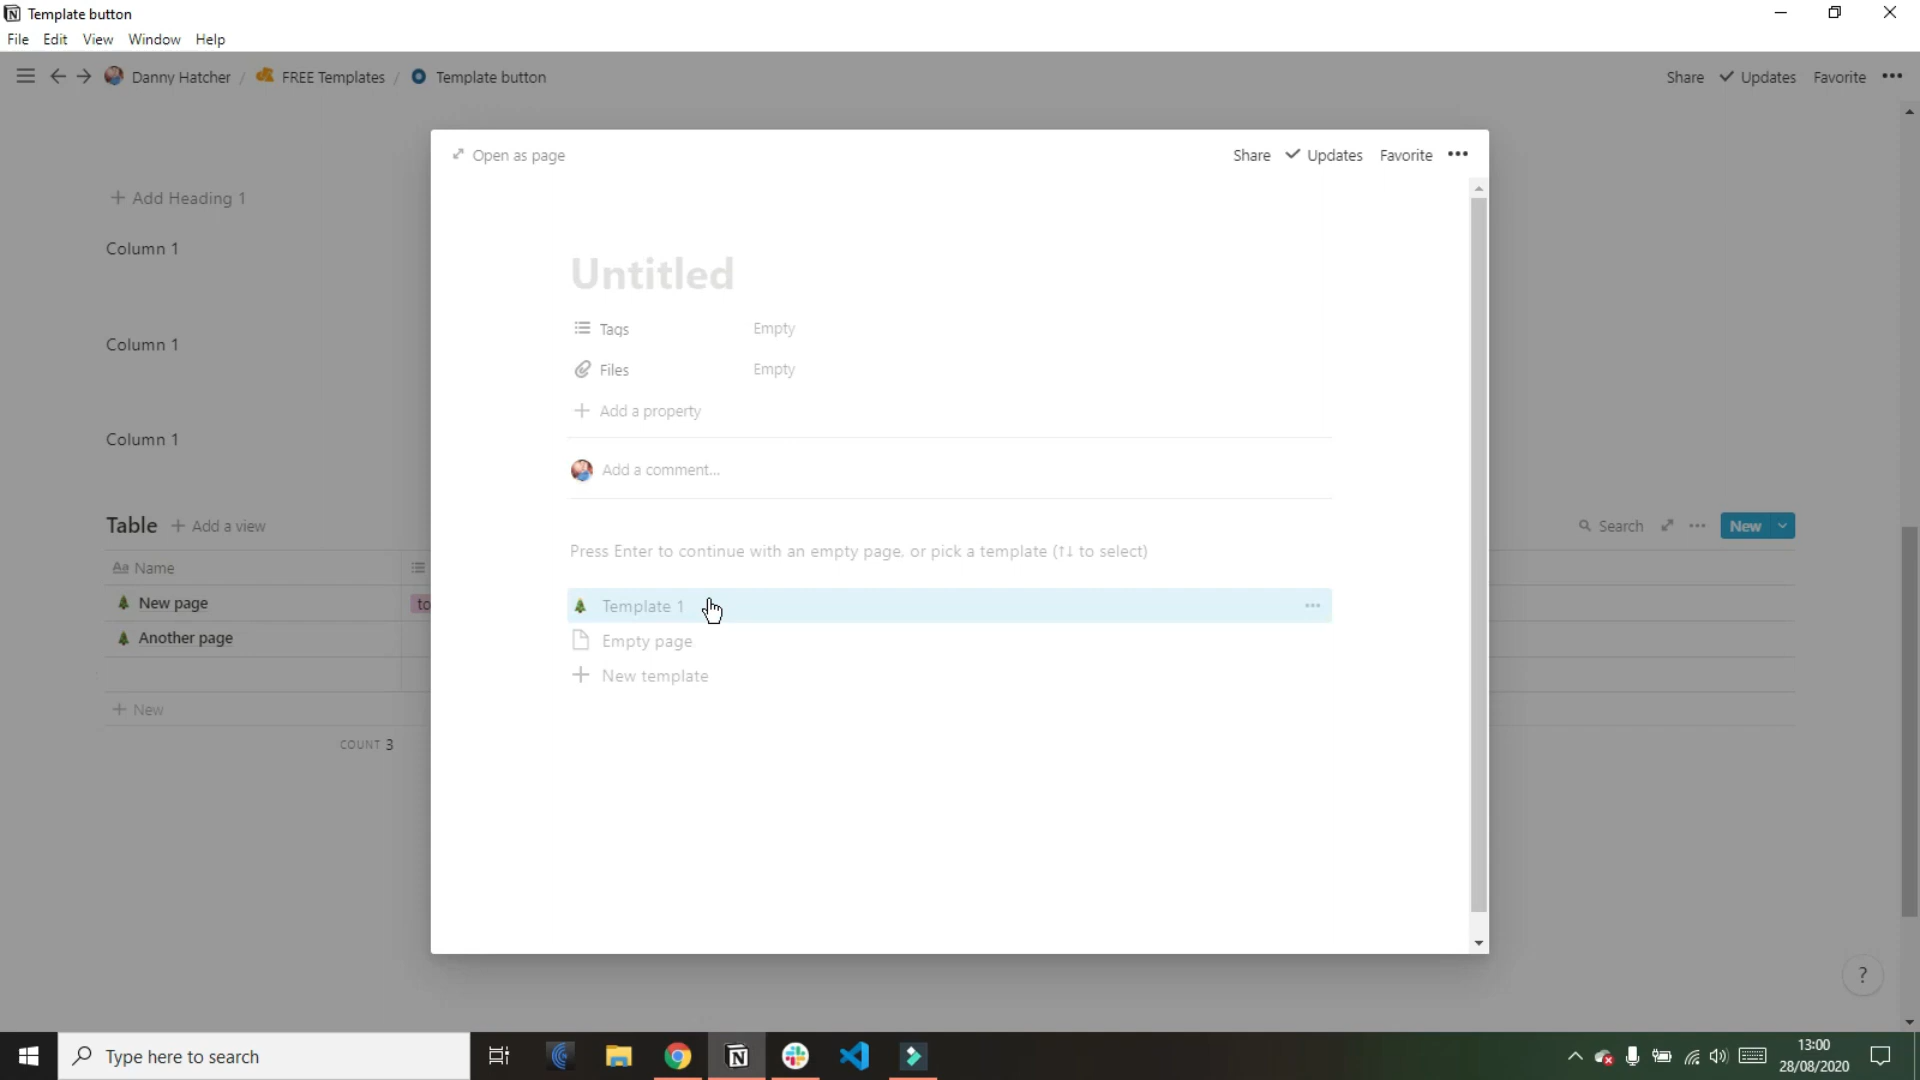 Template button
File Edit View Window Help
Danny Hatcher / FREE Templates / Template button
Share Updates Favorite
Open as page
Share Updates Favorite
Add Heading 1
Column 1
Column 1
Column 1
Untitled
Tags Empty
Files Empty
Add a property
Add a comment...
Press Enter to continue with an empty page, or pick a template (↑↓ to select)
Template 1
Empty page
New template
Table Add a view
Search New
Aa Name
New page to
Another page
New
COUNT 3
?
Type here to search
13:00
28/08/2020